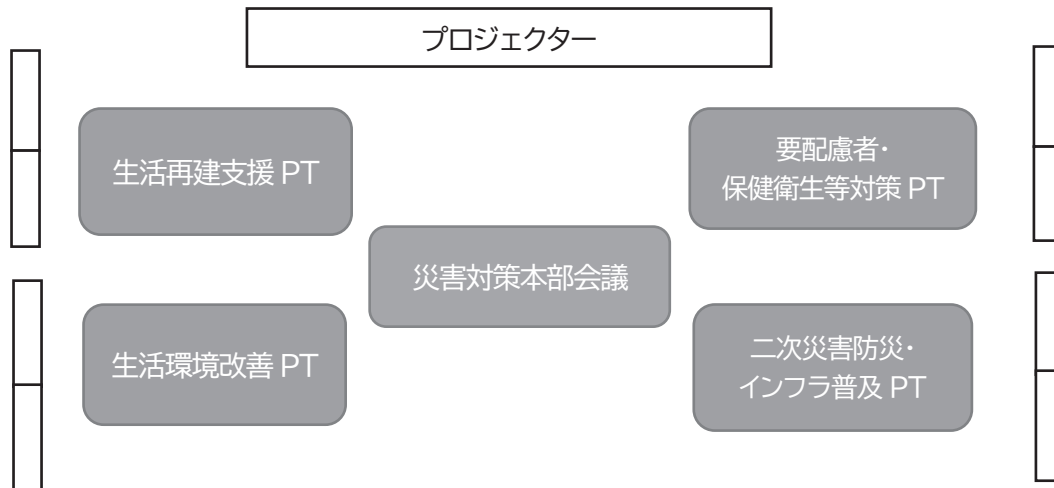 プロジェクター
生活再建支援 PT
要配慮者・
保健衛生等対策 PT
災害対策本部会議
生活環境改善 PT
二次災害防災・
インフラ普及 PT